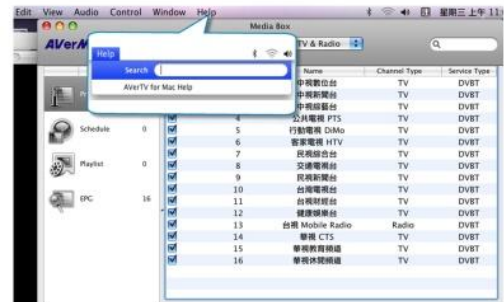 Edit View Audio Control Window Help 星期三 上午 11:
Media Box
AVerM
TV & Radio
Help
Search
AVerTV for Mac Help
Name Channel Type Service Type
中視數位台 TV DVBT
中視新聞台 TV DVBT
中視綜藝台 TV DVBT
4 公共電視 PTS TV DVBT
Schedule 0
5 行動電視 DiMo TV DVBT
6 客家電視 HTV TV DVBT
7 民視綜合台 TV DVBT
Playlist 0
8 交通電視台 TV DVBT
9 民視新聞台 TV DVBT
10 台灣電視台 TV DVBT
EPC 16
11 台視財經台 TV DVBT
12 健康娛樂台 TV DVBT
13 台視 Mobile Radio Radio DVBT
14 華視 CTS TV DVBT
15 華視教育頻道 TV DVBT
16 華視休閒頻道 TV DVBT